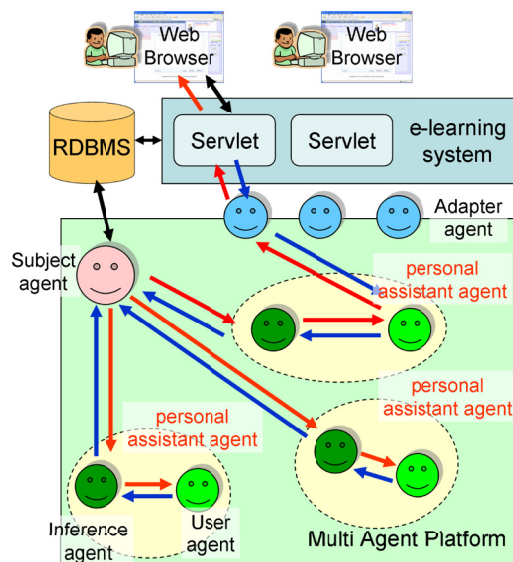 Web
Browser
Web
Browser
RDBMS
Servlet
Servlet
e-learning
system
Adapter
agent
Subject
agent
personal
assistant agent
personal
assistant agent
personal
assistant agent
Inference
agent
User
agent
Multi Agent Platform